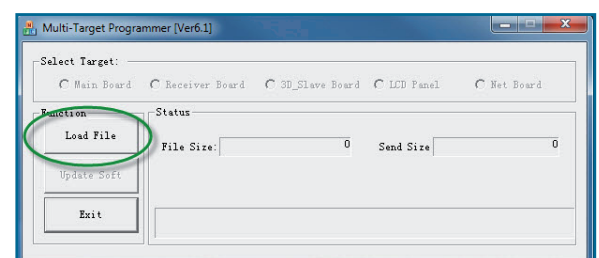 Multi-Target Programmer [Ver6.1]
Select Target:
Main Board Receiver Board 3D_Slave Board LCD Panel Net Board
Function Status
Load File
File Size: 0 Send Size 0
Update Soft
Exit